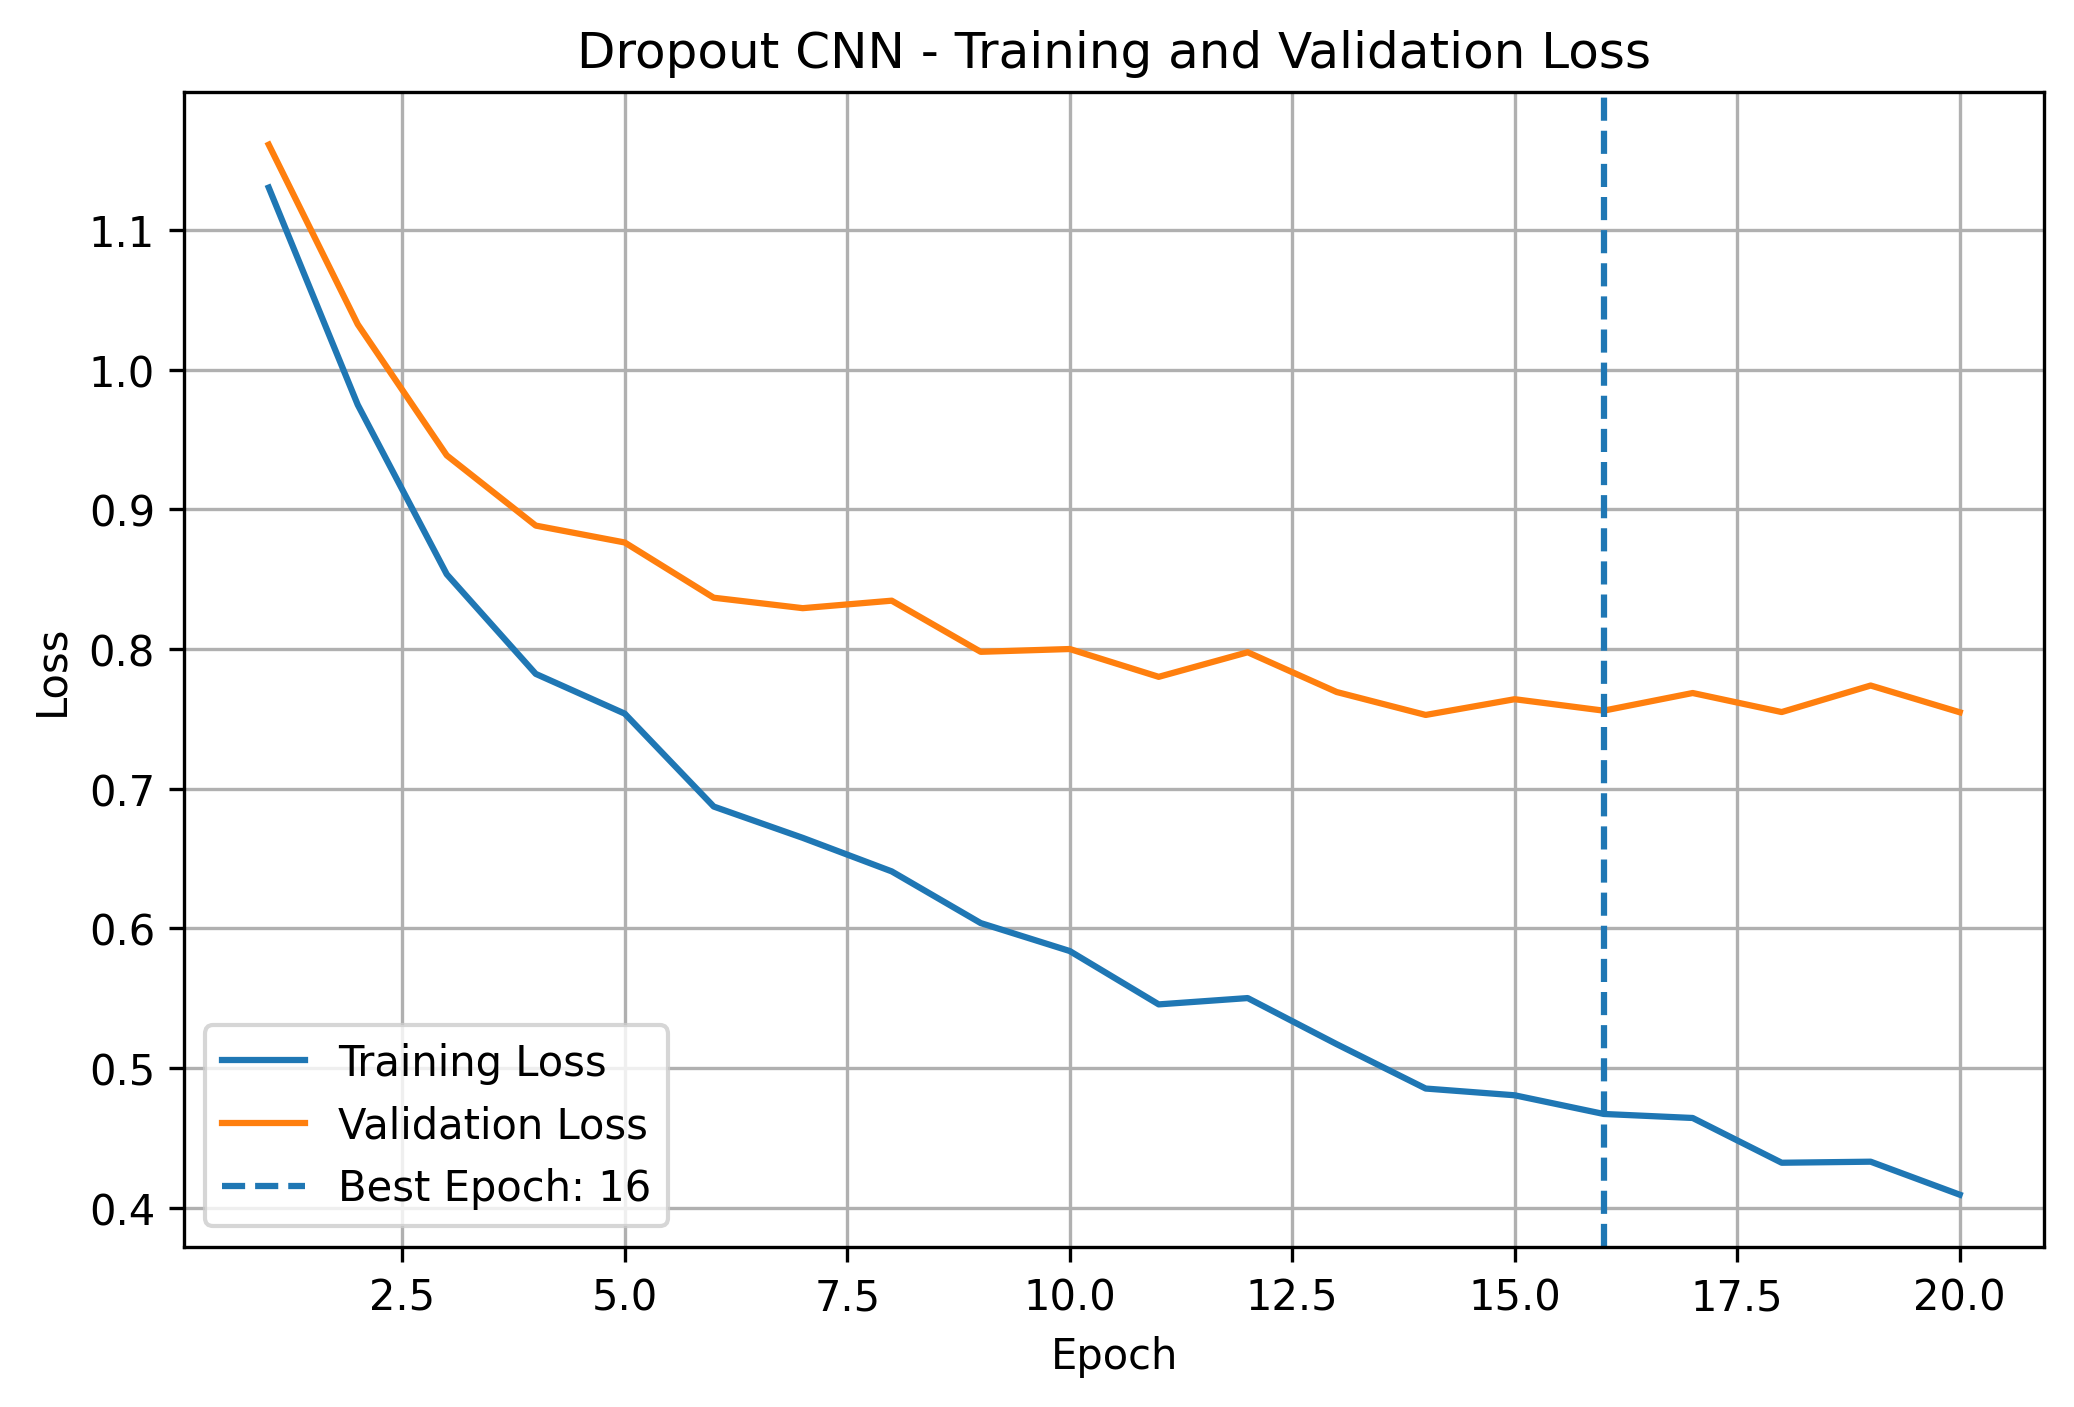 Dropout CNN - Training and Validation Loss
Loss
1.1
1.0
0.9
0.8
0.7
0.6
0.5
0.4
Training Loss
Validation Loss
Best Epoch: 16
2.5 5.0 7.5 10.0 12.5 15.0 17.5 20.0
Epoch